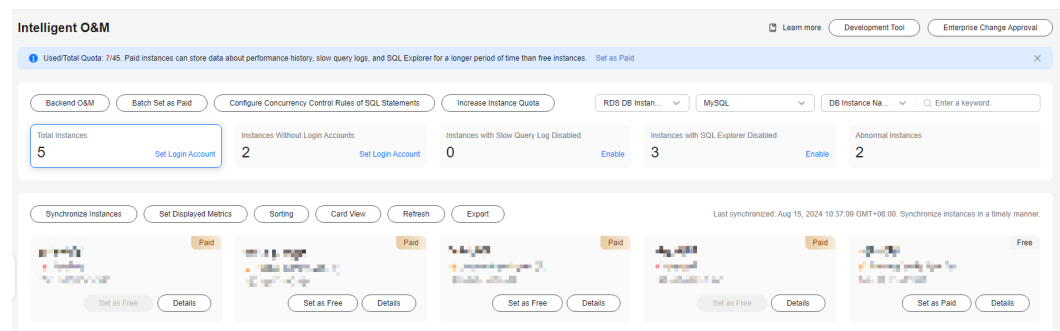 Intelligent O&M
Learn more
Development Tool
Enterprise Change Approval
Used/Total Quota: 7/45. Paid instances can store data about performance history, slow query logs, and SQL Explorer for a longer period of time than free instances. Set as Paid
Backend O&M
Batch Set as Paid
Configure Concurrency Control Rules of SQL Statements
Increase Instance Quota
RDS DB Instan...
MySQL
DB Instance Na...
Enter a keyword.
Total Instances
5
Set Login Account
Instances Without Login Accounts
2
Set Login Account
Instances with Slow Query Log Disabled
0
Enable
Instances with SQL Explorer Disabled
3
Enable
Abnormal Instances
2
Synchronize Instances
Set Displayed Metrics
Sorting
Card View
Refresh
Export
Last synchronized: Aug 15, 2024 10:37:09 GMT+08:00. Synchronize instances in a timely manner.
Paid
Set as Free
Details
Paid
Set as Free
Details
Paid
Set as Free
Details
Paid
Set as Free
Details
Free
Set as Paid
Details